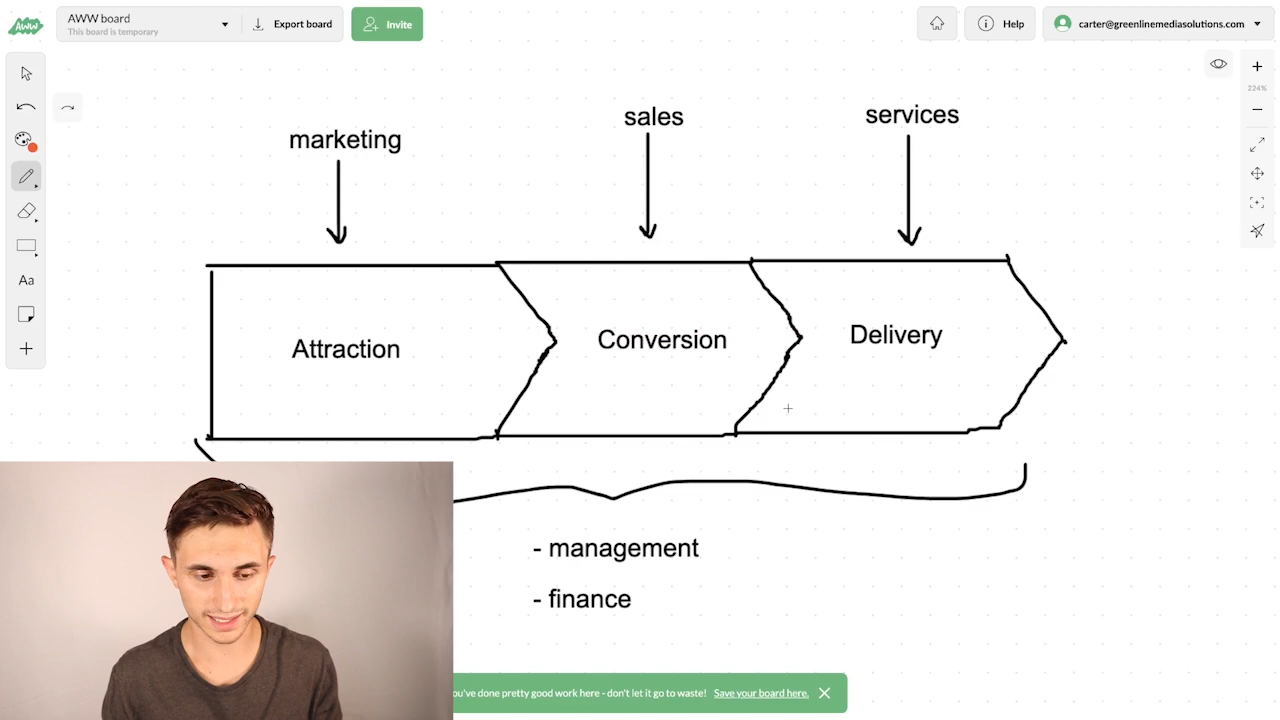 AWW
AWW board
This board is temporary
Export board
Invite
Help
carter@greenlinemediasolutions.com
224%
Aa
marketing
sales
services
Attraction
Conversion
Delivery
- management
- finance
ou've done pretty good work here - don't let it go to waste! Save your board here.